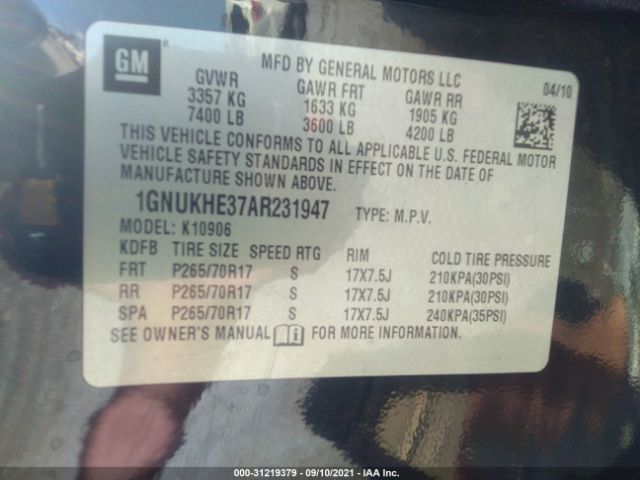 GM ®
MFD BY GENERAL MOTORS LLC
GVWR GAWR FRT GAWR RR 04/10
3357 KG 1633 KG 1905 KG
7400 LB 3600 LB 4200 LB
THIS VEHICLE CONFORMS TO ALL APPLICABLE U.S. FEDERAL MOTOR
VEHICLE SAFETY STANDARDS IN EFFECT ON THE DATE OF
MANUFACTURE SHOWN ABOVE.
1GNUKHE37AR231947 TYPE: M.P.V.
MODEL: K10906
KDFB TIRE SIZE SPEED RTG RIM COLD TIRE PRESSURE
FRT P265/70R17 S 17X7.5J 210KPA(30PSI)
RR P265/70R17 S 17X7.5J 210KPA(30PSI)
SPA P265/70R17 S 17X7.5J 240KPA(35PSI)
SEE OWNER'S MANUAL i FOR MORE INFORMATION.
000-31219379 - 09/10/2021 - IAA Inc.